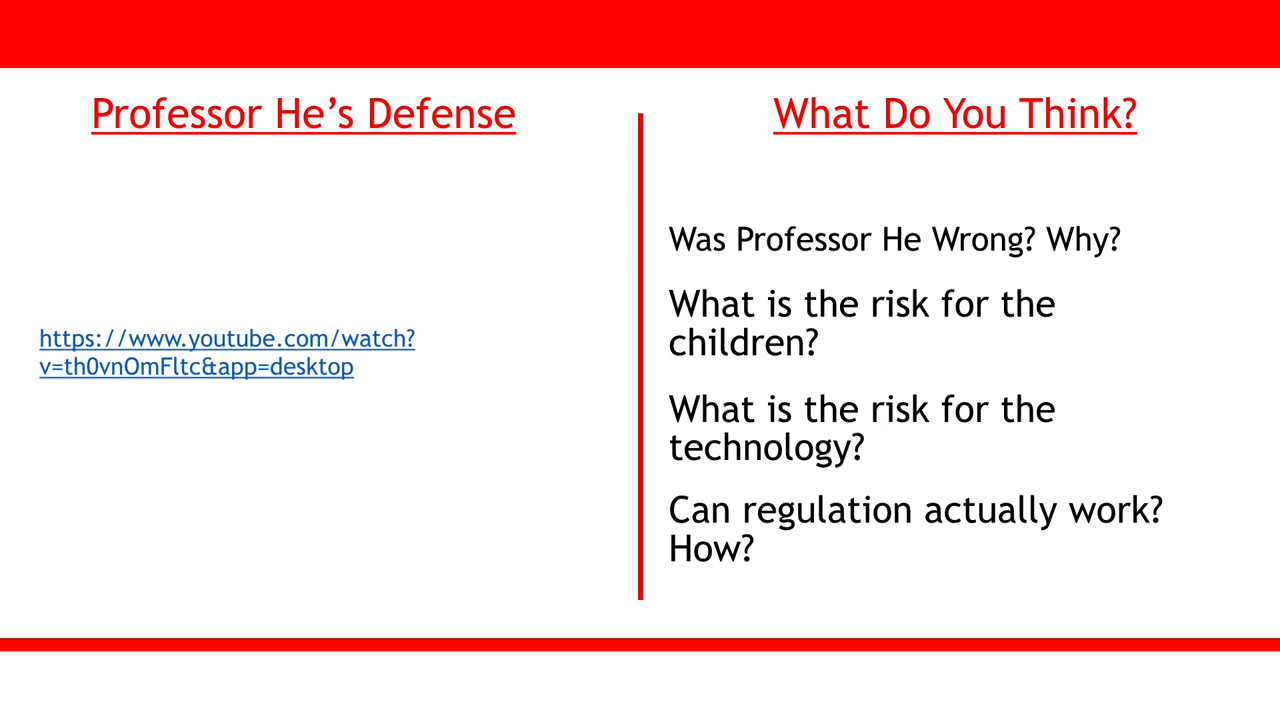 Professor He’s Defense
https://www.youtube.com/watch?
v=th0vnOmFltc&app=desktop
What Do You Think?
Was Professor He Wrong? Why?
What is the risk for the
children?
What is the risk for the
technology?
Can regulation actually work?
How?